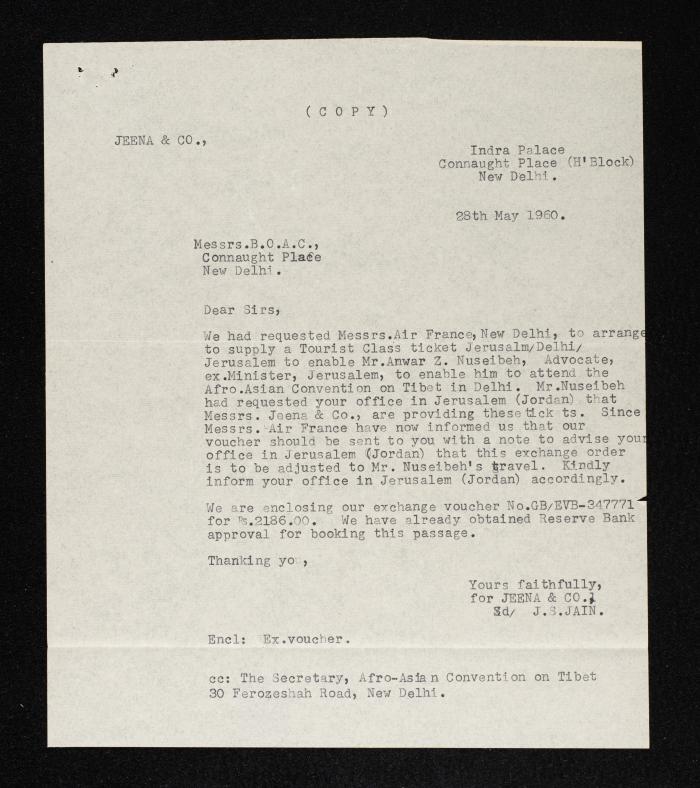 ( C O P Y )
JEENA & CO.,
Indra Palace
Connaught Place (H'Block)
New Delhi.
28th May 1960.
Messrs.B.O.A.C.,
Connaught Place
New Delhi.
Dear Sirs,
We had requested Messrs.Air France,New Delhi, to arrange
to supply a Tourist Class ticket Jerusalm/Delhi/
Jerusalem to enable Mr.Anwar Z. Nuseibeh, Advocate,
ex.Minister, Jerusalem, to enable him to attend the
Afro.Asian Convention on Tibet in Delhi. Mr.Nuseibeh
had requested your office in Jerusalem (Jordan) that
Messrs. Jeena & Co., are providing these tick ts. Since
Messrs. Air France have now informed us that our
voucher should be sent to you with a note to advise your
office in Jerusalem (Jordan) that this exchange order
is to be adjusted to Mr. Nuseibeh's travel. Kindly
inform your office in Jerusalem (Jordan) accordingly.
We are enclosing our exchange voucher No.GB/EVB-347771
for Rs.2186.00. We have already obtained Reserve Bank
approval for booking this passage.
Thanking you,
Yours faithfully,
for JEENA & CO.,
Sd/ J.S.JAIN.
Encl: Ex.voucher.
cc: The Secretary, Afro-Asian Convention on Tibet
30 Ferozeshah Road, New Delhi.